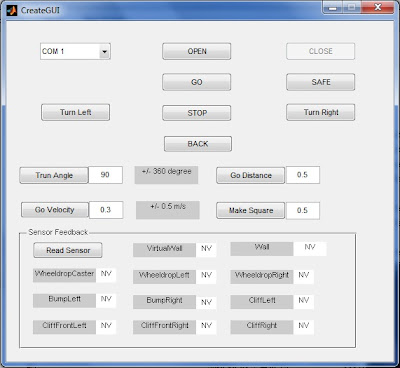 CreateGUI
COM 1 OPEN CLOSE
GO SAFE
Turn Left STOP Turn Right
BACK
Trun Angle 90 +/- 360 degree Go Distance 0.5
Go Velocity 0.3 +/- 0.5 m/s Make Square 0.5
Sensor Feedback
Read Sensor VirtualWall NV Wall NV
WheeldropCaster NV WheeldropLeft NV WheeldropRight NV
BumpLeft NV BumpRight NV CliffLeft NV
CliffFrontLeft NV CliffFrontRight NV CliffRight NV